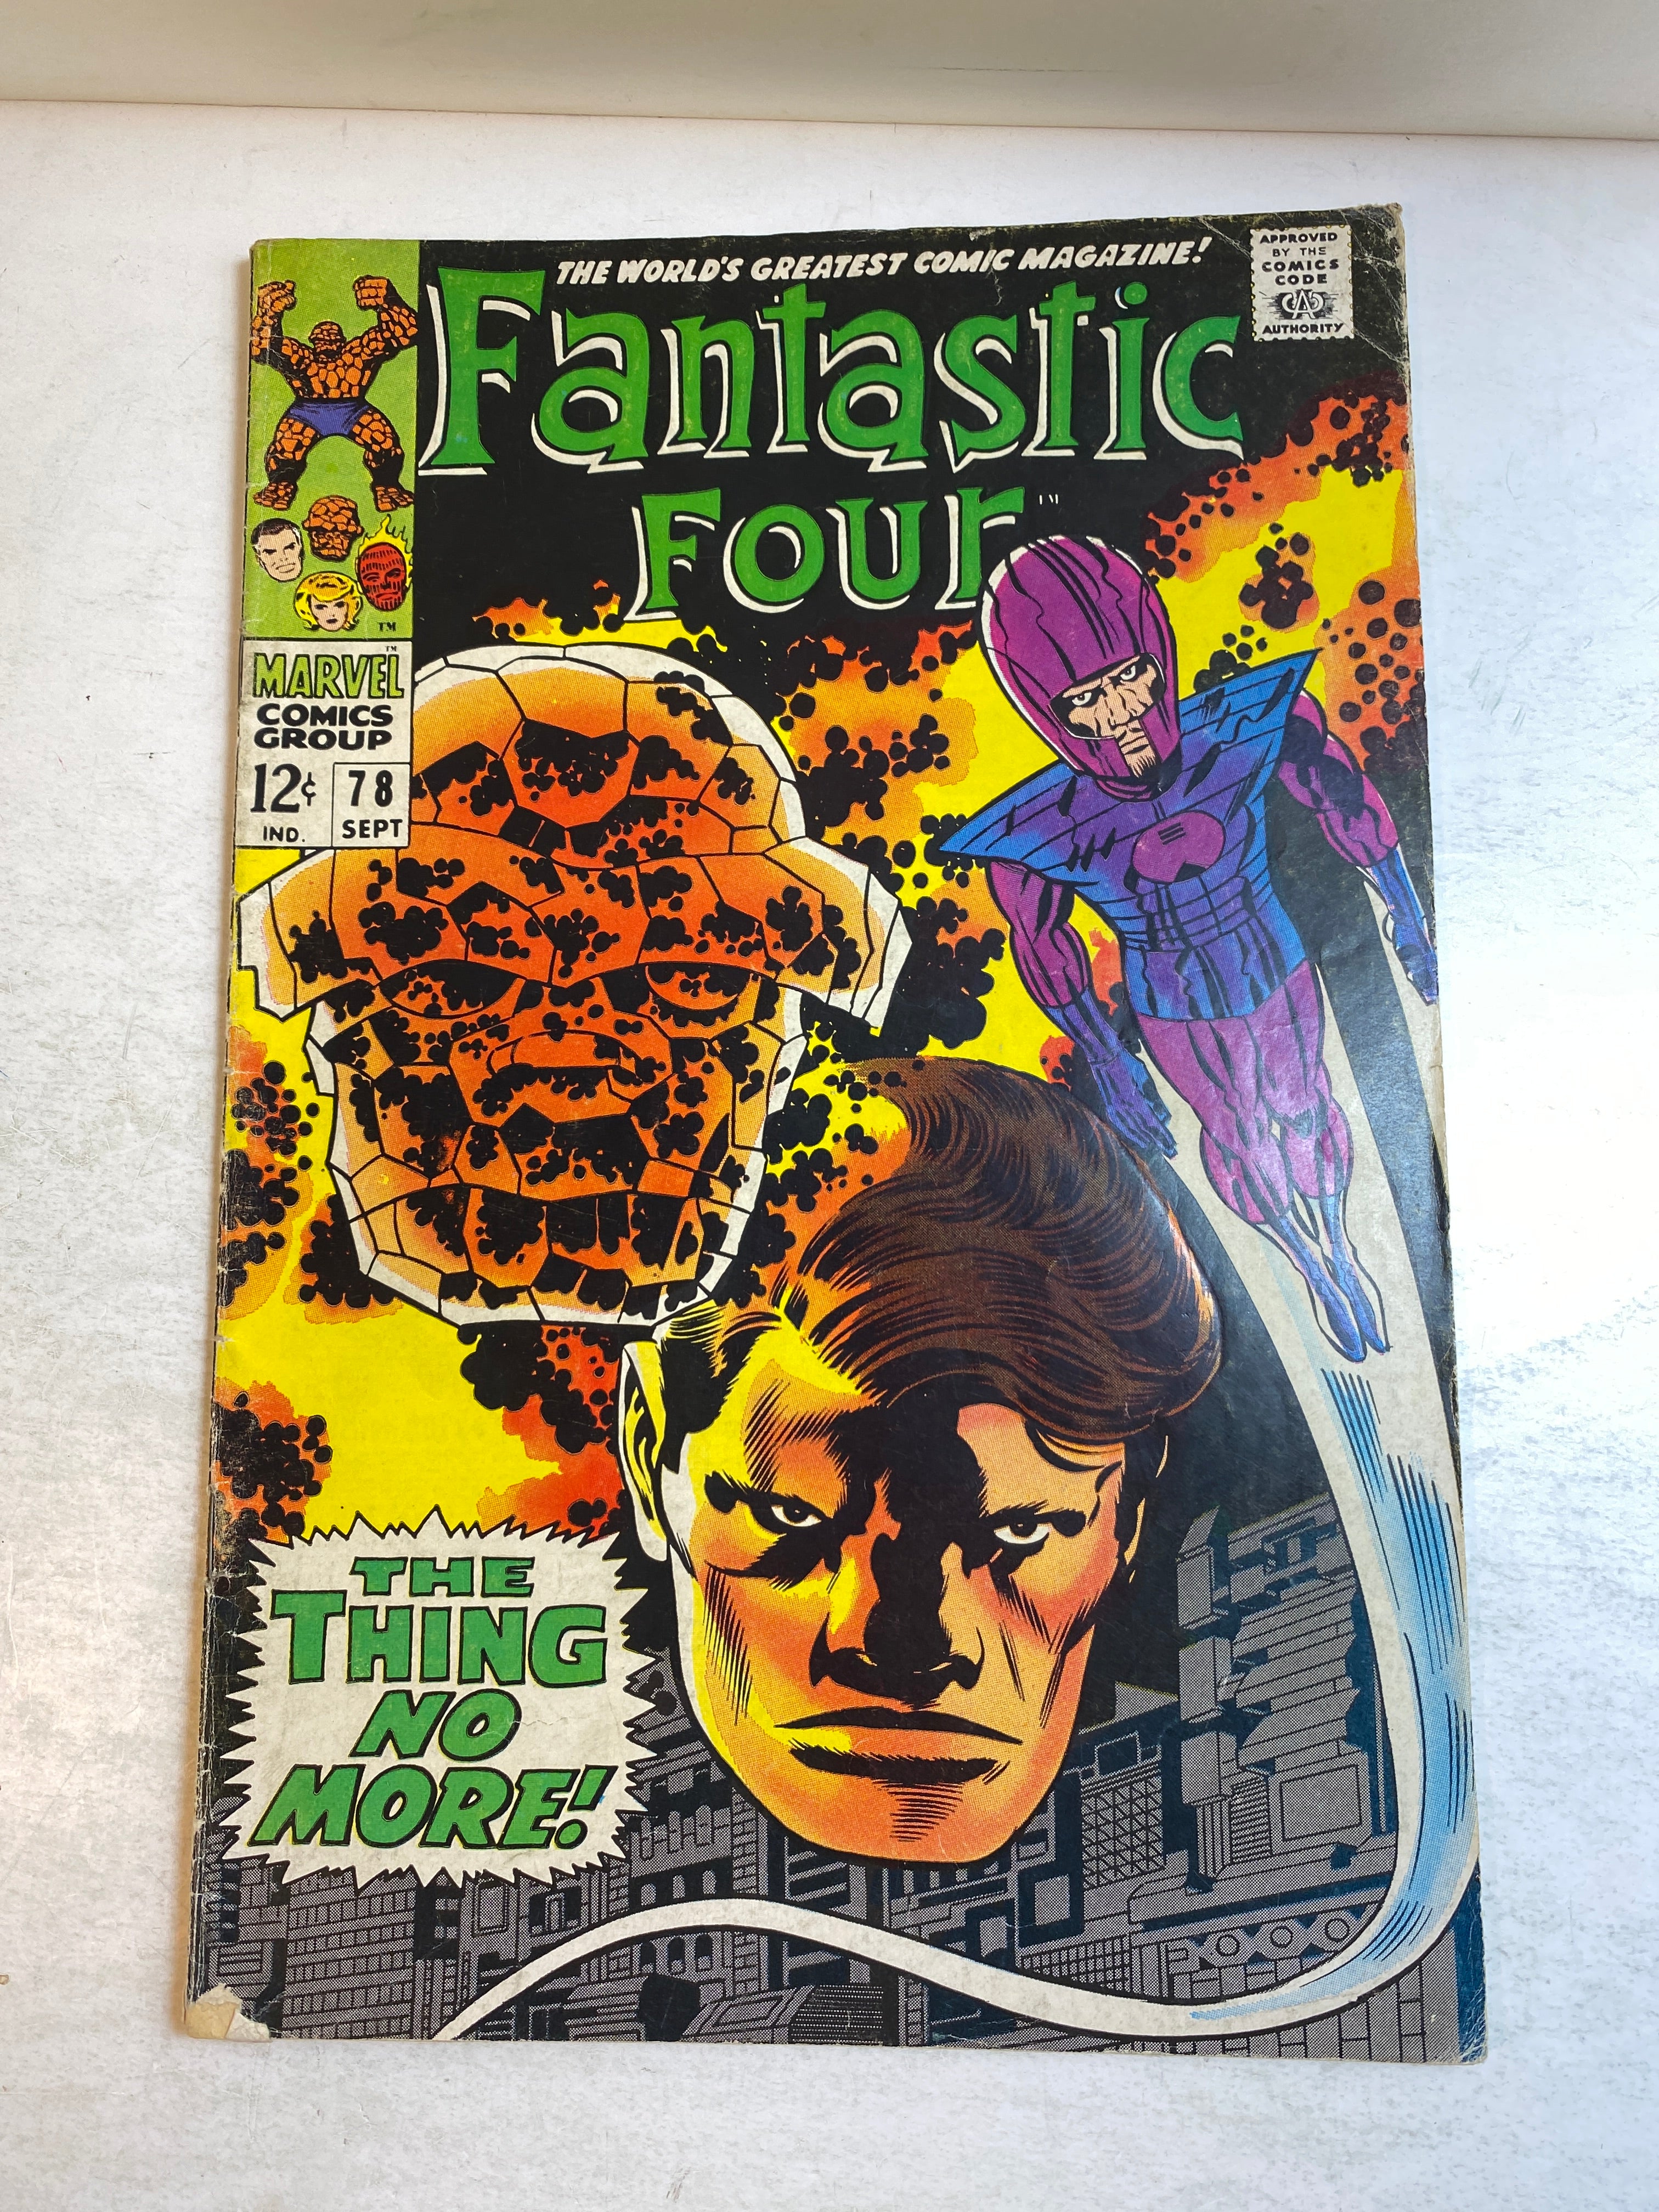 THE WORLD'S GREATEST COMIC MAGAZINE!
Fantastic
Four
TM
APPROVED
BY THE
COMICS
CODE
CA
AUTHORITY
TM
MARVEL TM
COMICS
GROUP
12¢
IND.
78
SEPT
THE
THING
NO
MORE!